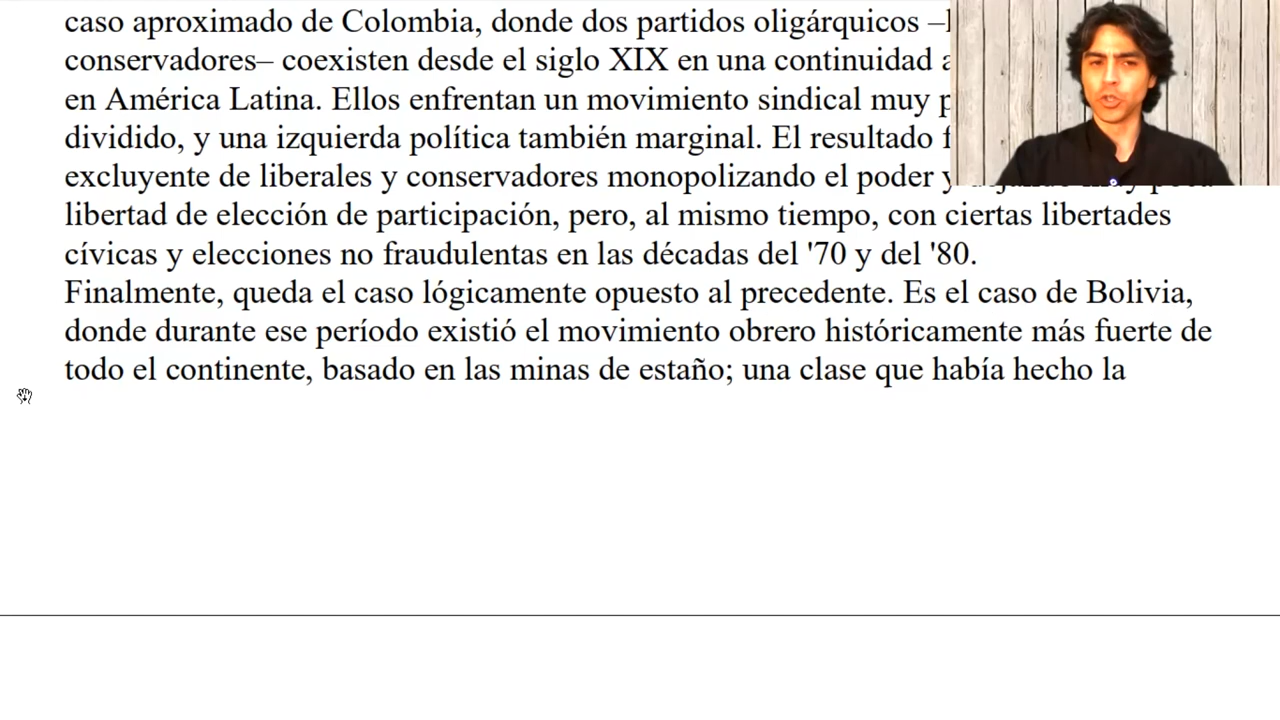 caso aproximado de Colombia, donde dos partidos oligárquicos –
conservadores– coexisten desde el siglo XIX en una continuidad
en América Latina. Ellos enfrentan un movimiento sindical muy
dividido, y una izquierda política también marginal. El resultado
excluyente de liberales y conservadores monopolizando el poder y
libertad de elección de participación, pero, al mismo tiempo, con ciertas libertades
cívicas y elecciones no fraudulentas en las décadas del '70 y del '80.
Finalmente, queda el caso lógicamente opuesto al precedente. Es el caso de Bolivia,
donde durante ese período existió el movimiento obrero históricamente más fuerte de
todo el continente, basado en las minas de estaño; una clase que había hecho la